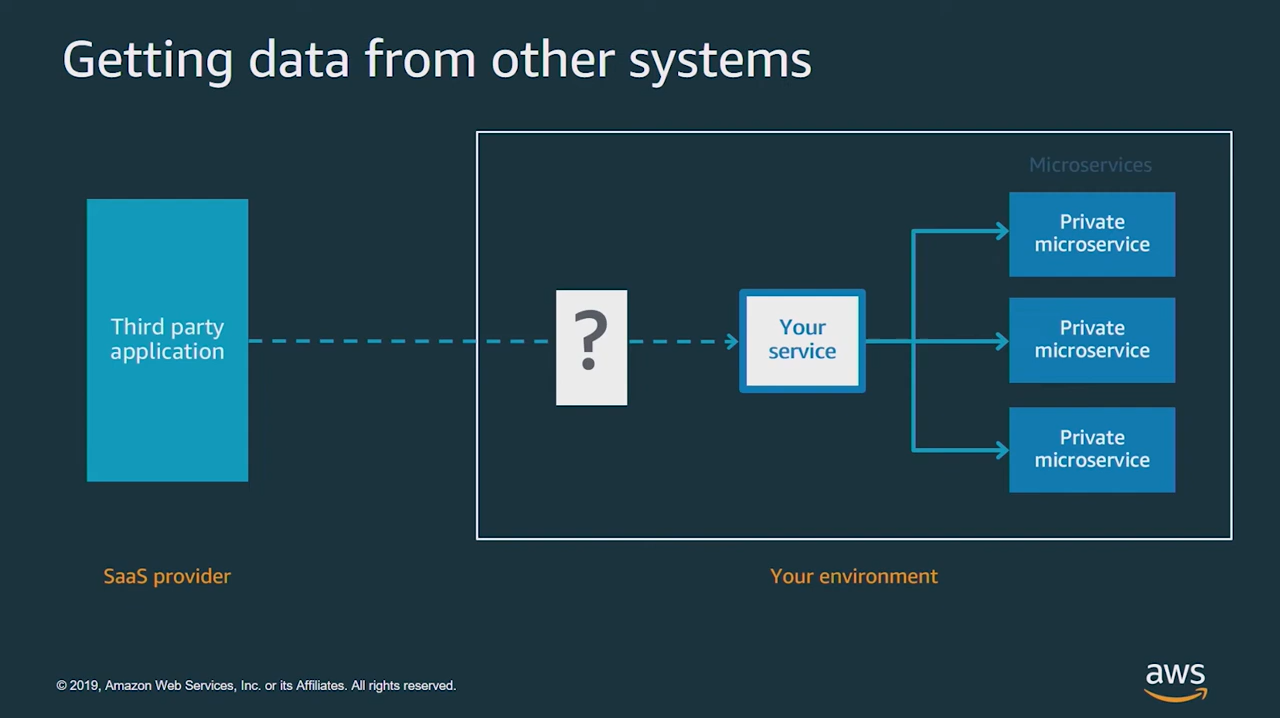 Getting data from other systems
Microservices
Private
microservice
Third party
application
?
Your
service
Private
microservice
Private
microservice
SaaS provider
Your environment
© 2019, Amazon Web Services, Inc. or its Affiliates. All rights reserved.
aws